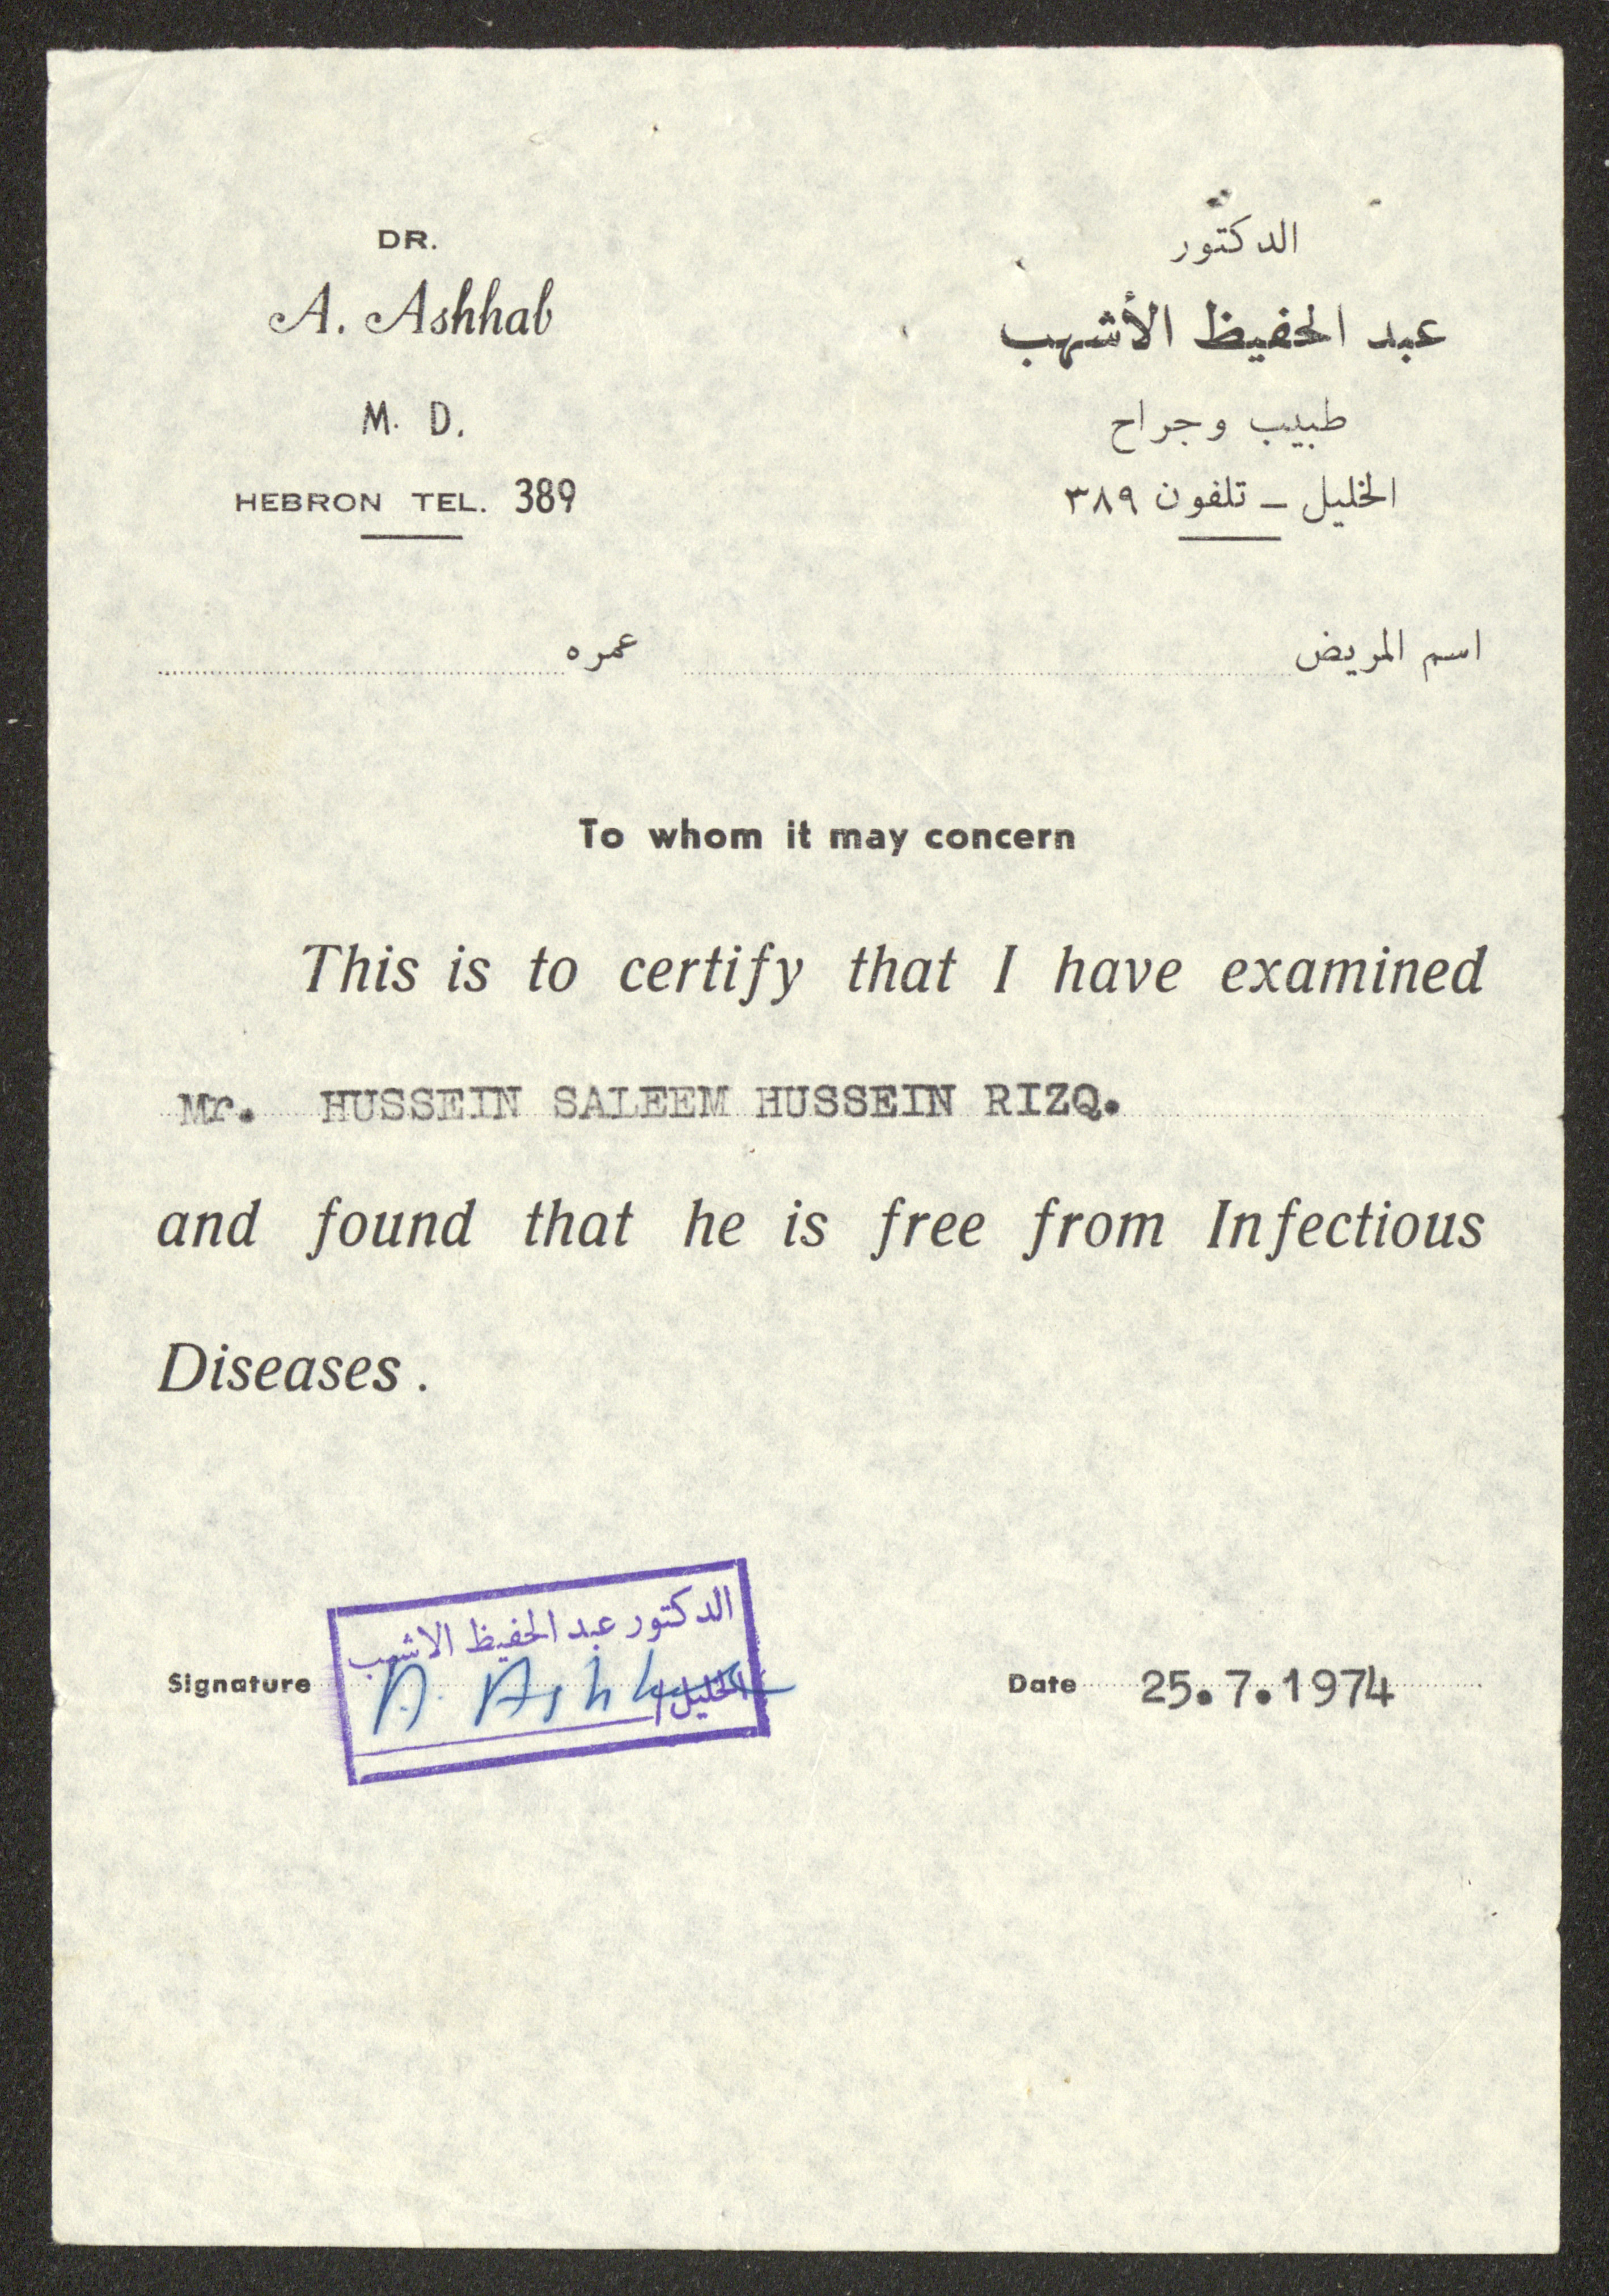 DR.
A. Ashhab
M. D.
HEBRON TEL. 389
الدكتور
عبد الحفيظ الأشهب
طبيب وجراح
الخليل – تلفون ٣٨٩
اسم المريض عمره
To whom it may concern
This is to certify that I have examined
Mr. HUSSEIN SALEEM HUSSEIN RIZQ.
and found that he is free from Infectious
Diseases .
الدكتور عبد الحفيظ الاشهب
الخليل
Signature A. Ashhab
Date 25.7.1974